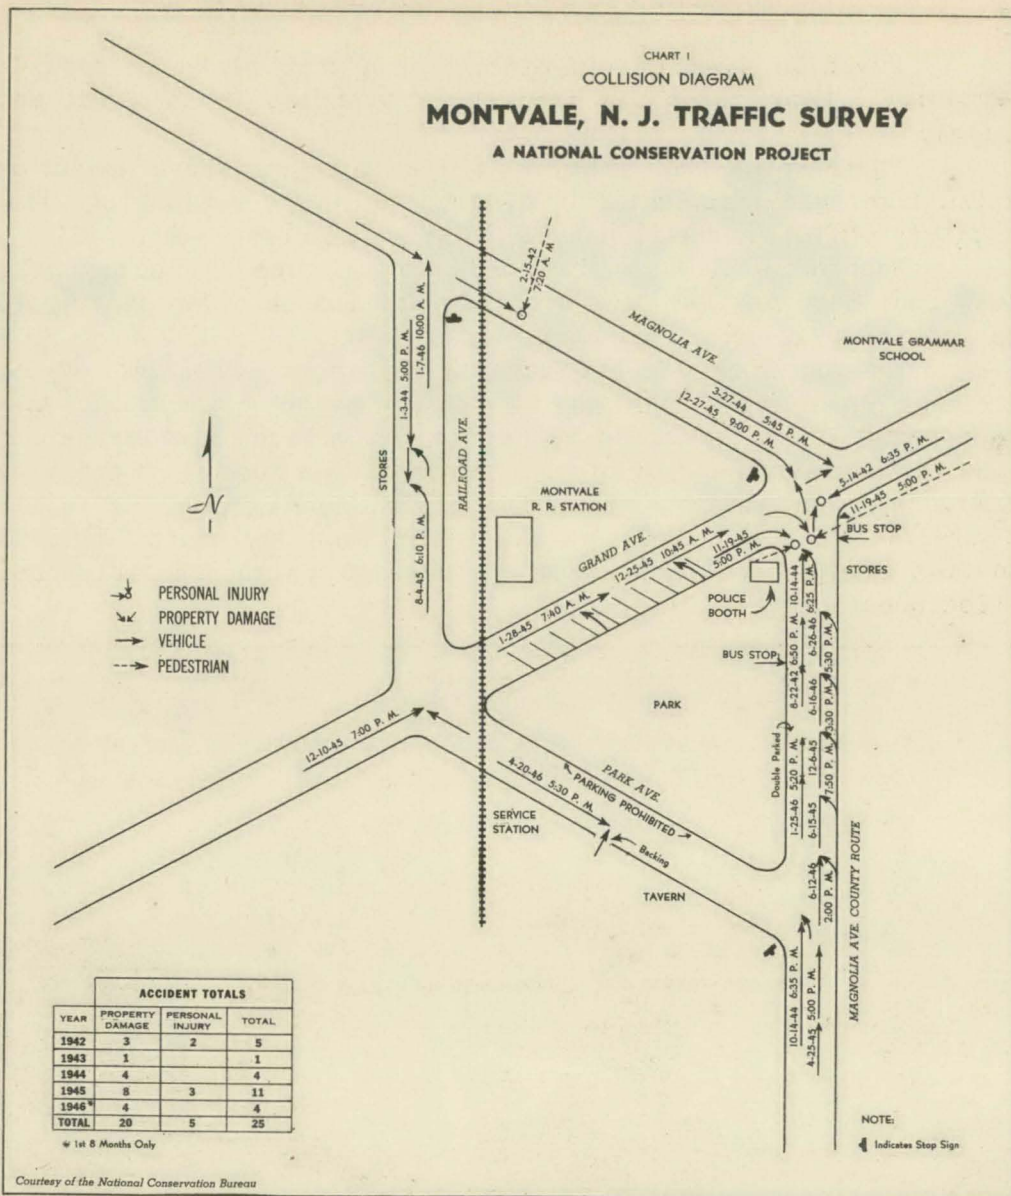 CHART 1
COLLISION DIAGRAM
MONTVALE, N. J. TRAFFIC SURVEY
A NATIONAL CONSERVATION PROJECT
2-15-42
7:20 A. M.
MAGNOLIA AVE.
MONTVALE GRAMMAR
SCHOOL
1-7-46 10:00 A. M.
1-3-44 5:00 P. M.
3-27-44 5:45 P. M.
12-27-45 9:00 P. M.
5-14-42 6:35 P. M.
11-19-45 5:00 P. M.
BUS STOP
STORES
STORES
RAILROAD AVE.
MONTVALE
R. R. STATION
GRAND AVE.
11-19-45
5:00 P. M.
12-25-45 10:45 A. M.
1-28-45 7:40 A. M.
8-4-45 6:10 P. M.
POLICE
BOOTH
10-14-44 6:25 P. M.
BUS STOP
8-22-42 6:50 P. M.
6-26-46 5:30 P. M.
6-16-46 3:30 P. M.
N
PERSONAL INJURY
PROPERTY DAMAGE
VEHICLE
PEDESTRIAN
PARK
Double Parked
12-10-45 7:00 P. M.
PARK AVE.
PARKING PROHIBITED
4-20-46 5:30 P. M.
SERVICE
STATION
Backing
TAVERN
1-25-46 5:20 P. M.
12-6-45
6-15-45 7:50 P. M.
6-12-46 2:00 P. M.
MAGNOLIA AVE. COUNTY ROUTE
10-14-44 6:35 P. M.
4-25-45 5:00 P. M.
ACCIDENT TOTALS
YEAR PROPERTY DAMAGE PERSONAL INJURY TOTAL
1942 3 2 5
1943 1 1
1944 4 4
1945 8 3 11
1946* 4 4
TOTAL 20 5 25
* 1st 8 Months Only
NOTE:
Indicates Stop Sign
Courtesy of the National Conservation Bureau